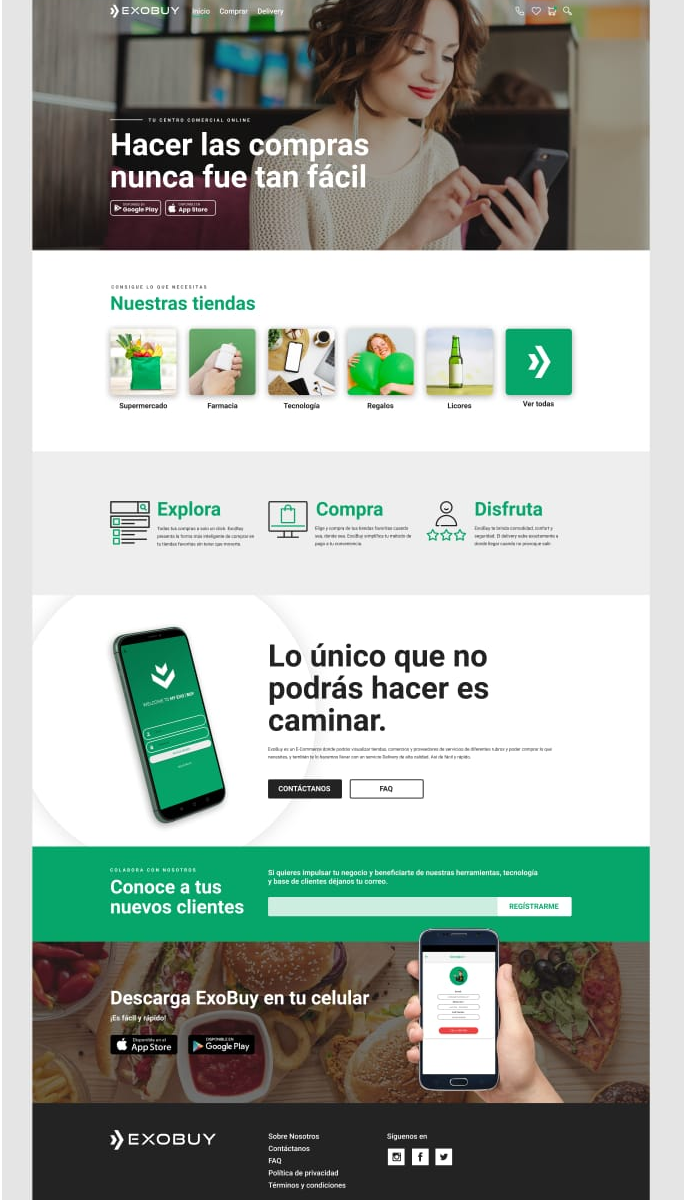 EXOBUY Inicio Comprar Delivery
TU CENTRO COMERCIAL ONLINE
Hacer las compras
nunca fue tan fácil
DISPONIBLE EN
Google Play
DISPONIBLE EN
App Store
CONSIGUE LO QUE NECESITAS
Nuestras tiendas
Supermercado
Farmacia
Tecnología
Regalos
Licores
Ver todas
Explora
Todas tus compras a solo un click. ExoBuy
presenta la forma más inteligente de comprar en
tu tiendas favoritas sin tener que moverte.
Compra
Elige y compra de tus tiendas favoritas cuando
sea, donde sea. ExoBuy simplifica tu método de
pago a tu conveniencia.
Disfruta
ExoBuy te brinda comodidad, confort y
seguridad. El delivery sabe exactamente a
donde llegar cuando no provoque salir.
WELCOME TO MY EXO | BUY
Lo único que no
podrás hacer es
caminar.
ExoBuy es un E-Commerce donde podrás visualizar tiendas, comercios y proveedores de servicios de diferentes rubros y poder comprar lo que
necesites, y también te lo hacemos llegar con un servicio Delivery de alta calidad. Así de fácil y rápido.
CONTÁCTANOS
FAQ
COLABORA CON NOSOTROS
Conoce a tus
nuevos clientes
Si quieres impulsar tu negocio y beneficiarte de nuestras herramientas, tecnología
y base de clientes déjanos tu correo.
REGÍSTRARME
Descarga ExoBuy en tu celular
¡Es fácil y rápido!
Disponible en el
App Store
DISPONIBLE EN
Google Play
EXOBUY
Sobre Nosotros
Contáctanos
FAQ
Política de privacidad
Términos y condiciones
Síguenos en